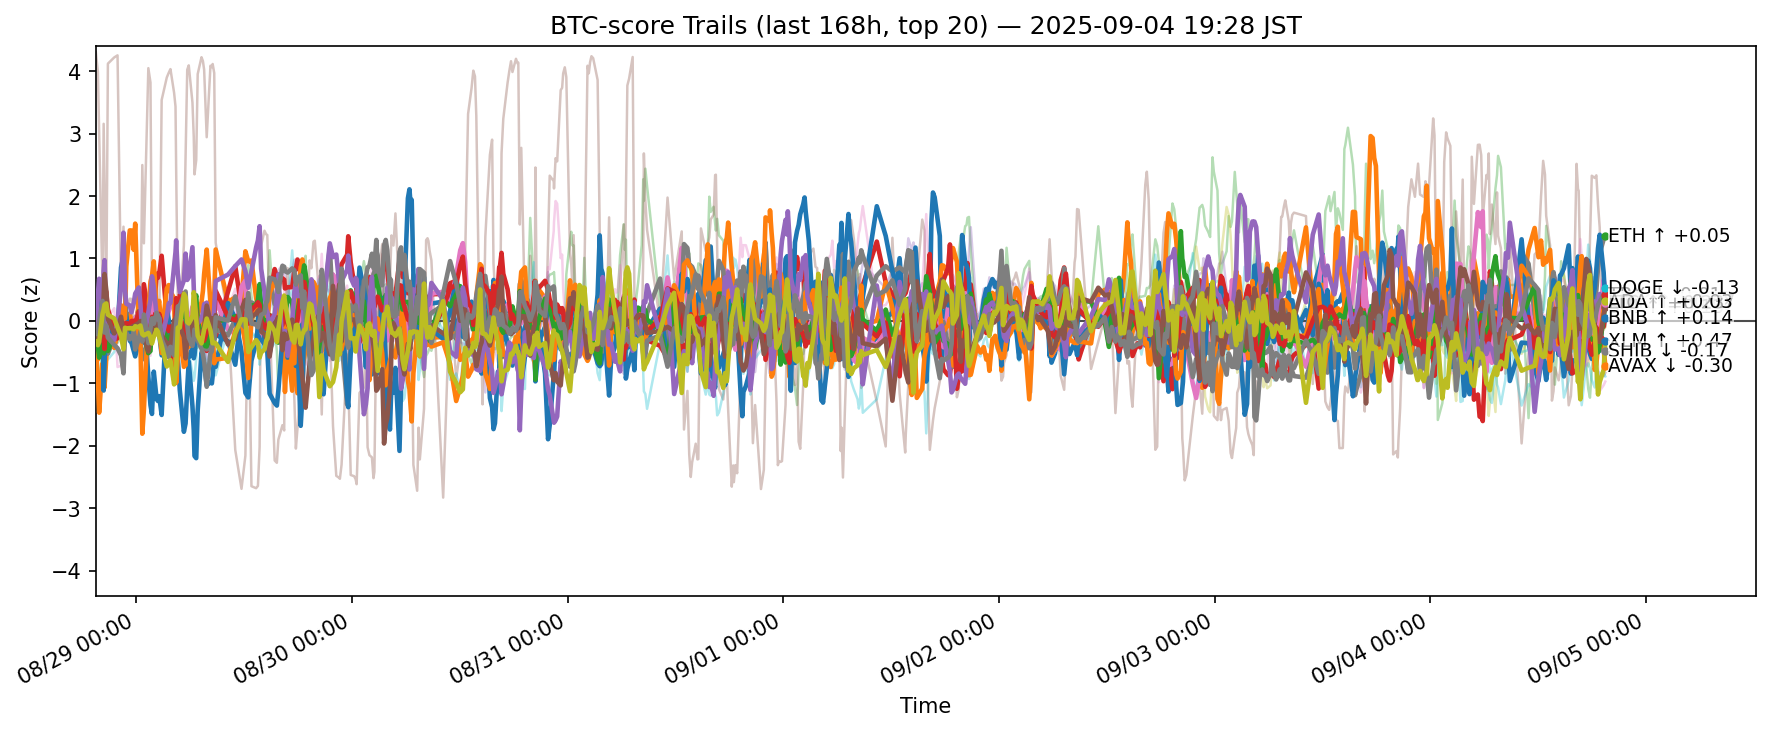 BTC-score Trails (last 168h, top 20) — 2025-09-04 19:28 JST
Score (z)
4
3
2
1
0
−1
−2
−3
−4
ETH ↑ +0.05
DOGE ↓ -0.13
ADA ↑ +0.03
BNB ↑ +0.14
XLM ↑ +0.47
SHIB ↓ -0.17
AVAX ↓ -0.30
08/29 00:00
08/30 00:00
08/31 00:00
09/01 00:00
09/02 00:00
09/03 00:00
09/04 00:00
09/05 00:00
Time